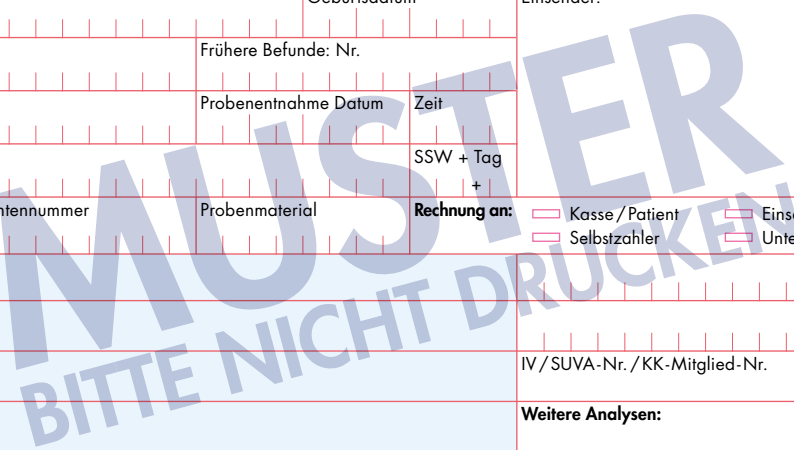 Einsender:
Frühere Befunde: Nr.
Probenentnahme Datum Zeit
SSW + Tag
+
Probenmaterial Rechnung an: Kasse/Patient
Selbstzahler
IV/SUVA-Nr./KK-Mitglied-Nr.
Weitere Analysen:
MUSTER
BITTE NICHT DRUCKEN